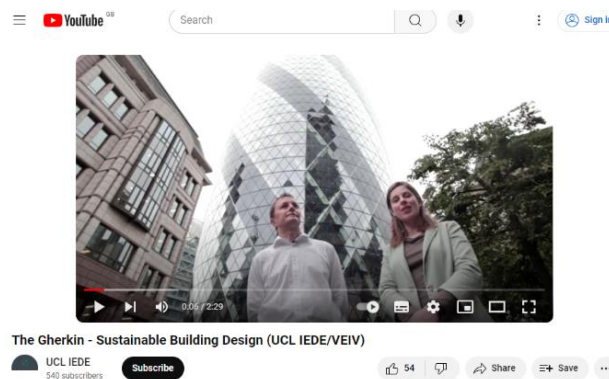 YouTube GB
Search
Sign in
0:06 / 2:29
The Gherkin - Sustainable Building Design (UCL IEDE/VEIV)
UCL IEDE
540 subscribers
Subscribe
54
Share
Save